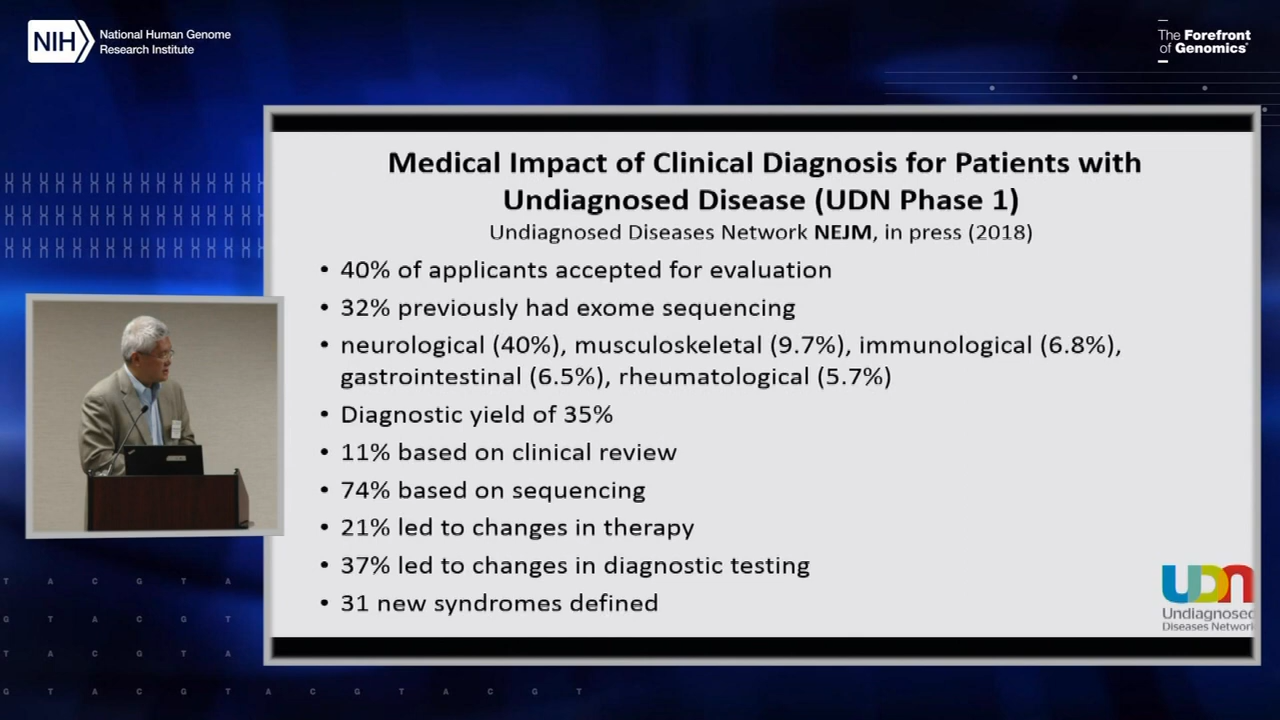 NIH
National Human Genome
Research Institute
The Forefront
of Genomics®
Medical Impact of Clinical Diagnosis for Patients with
Undiagnosed Disease (UDN Phase 1)
Undiagnosed Diseases Network NEJM, in press (2018)
• 40% of applicants accepted for evaluation
• 32% previously had exome sequencing
• neurological (40%), musculoskeletal (9.7%), immunological (6.8%),
gastrointestinal (6.5%), rheumatological (5.7%)
• Diagnostic yield of 35%
• 11% based on clinical review
• 74% based on sequencing
• 21% led to changes in therapy
• 37% led to changes in diagnostic testing
• 31 new syndromes defined
UDN
Undiagnosed
Diseases Network
T A C G T A
G T A C G T
T A C G T A
G T A C G T A C G T A C G T